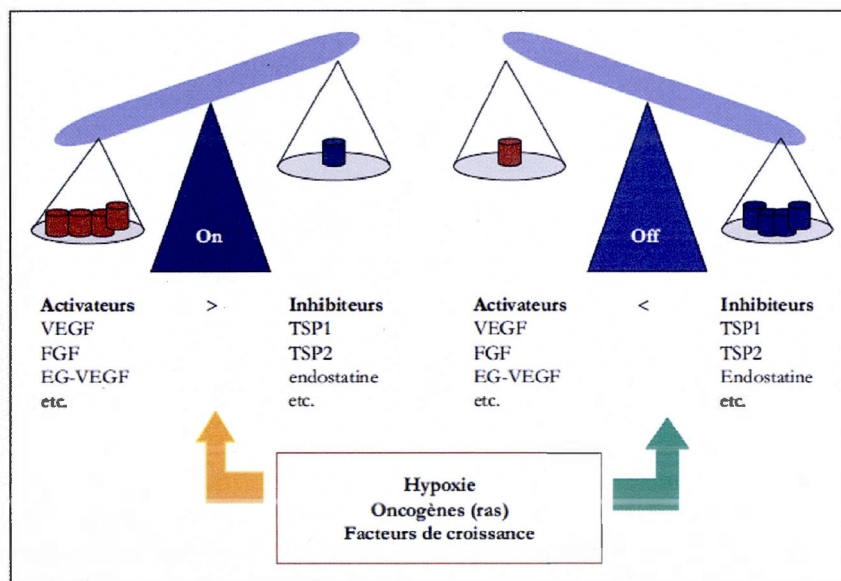 On
Off
Activateurs > Inhibiteurs
VEGF TSP1
FGF TSP2
EG-VEGF endostatine
etc. etc.
Activateurs < Inhibiteurs
VEGF TSP1
FGF TSP2
EG-VEGF Endostatine
etc. etc.
Hypoxie
Oncogènes (ras)
Facteurs de croissance